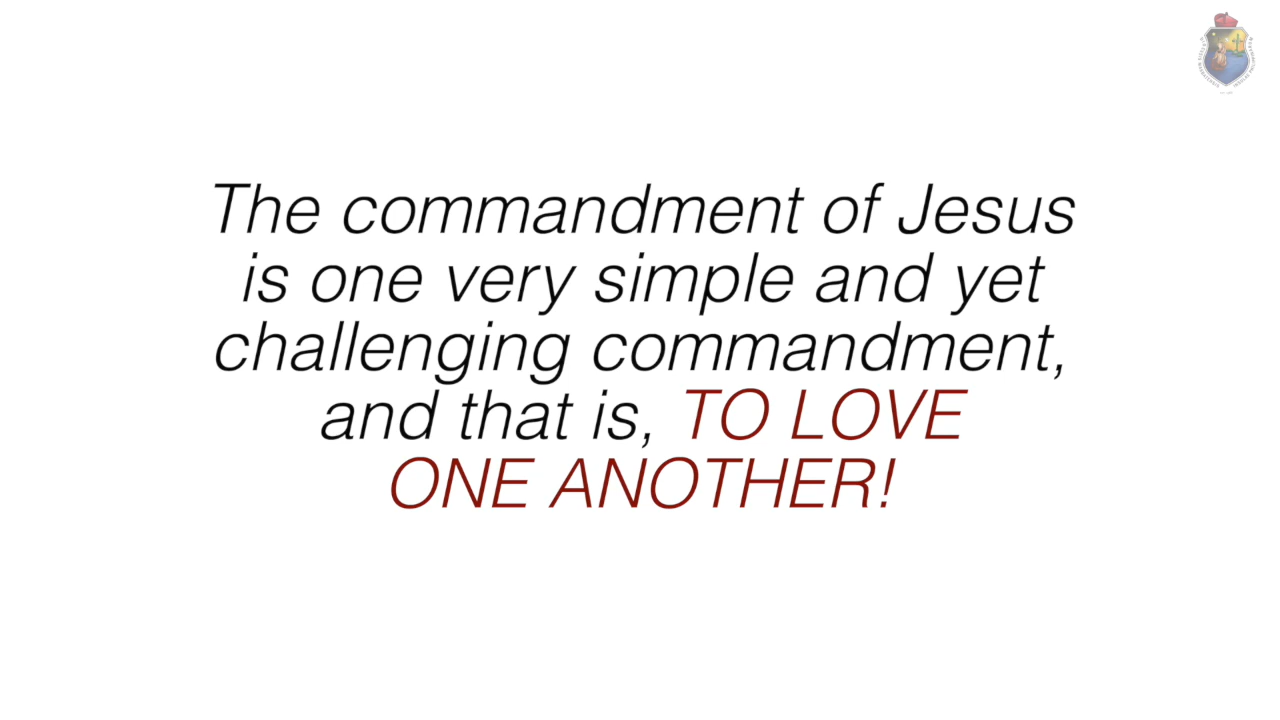 The commandment of Jesus
is one very simple and yet
challenging commandment,
and that is, TO LOVE
ONE ANOTHER!